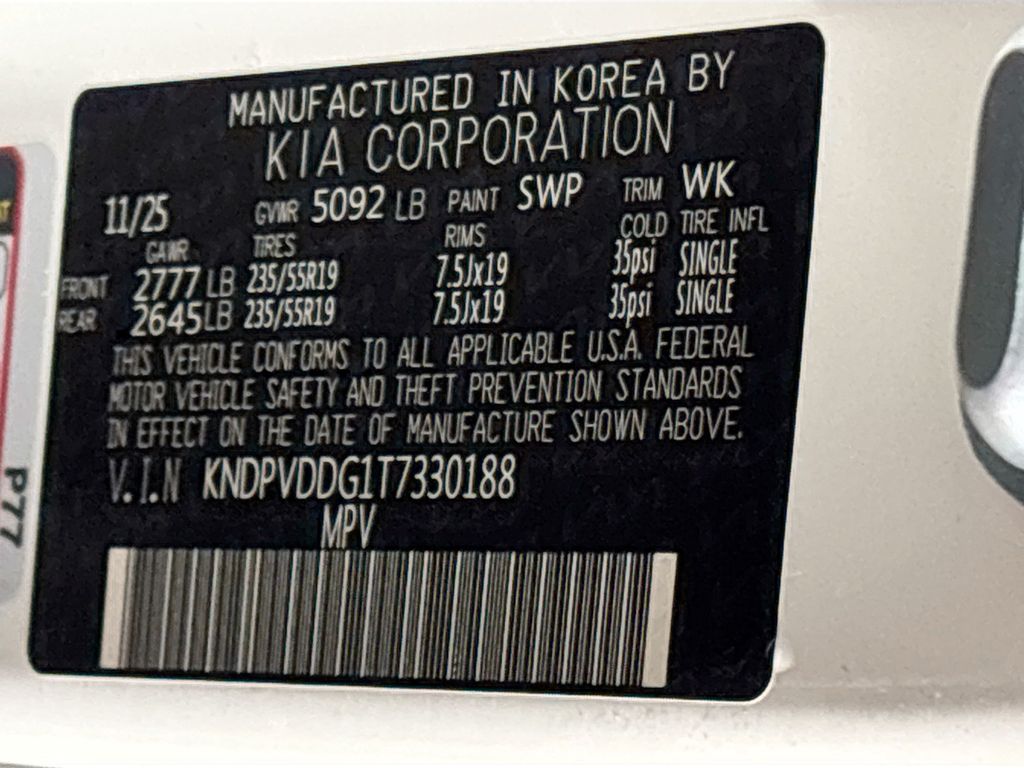 MANUFACTURED IN KOREA BY
KIA CORPORATION
11/25 GVWR 5092 LB PAINT SWP TRIM WK
GAWR TIRES RIMS COLD TIRE INFL
FRONT 2777 LB 235/55R19 7.5Jx19 35psi SINGLE
REAR 2645LB 235/55R19 7.5Jx19 35psi SINGLE
THIS VEHICLE CONFORMS TO ALL APPLICABLE U.S.A. FEDERAL
MOTOR VEHICLE SAFETY AND THEFT PREVENTION STANDARDS
IN EFFECT ON THE DATE OF MANUFACTURE SHOWN ABOVE.
V.I.N KNDPVDDG1T7330188
MPV
P77